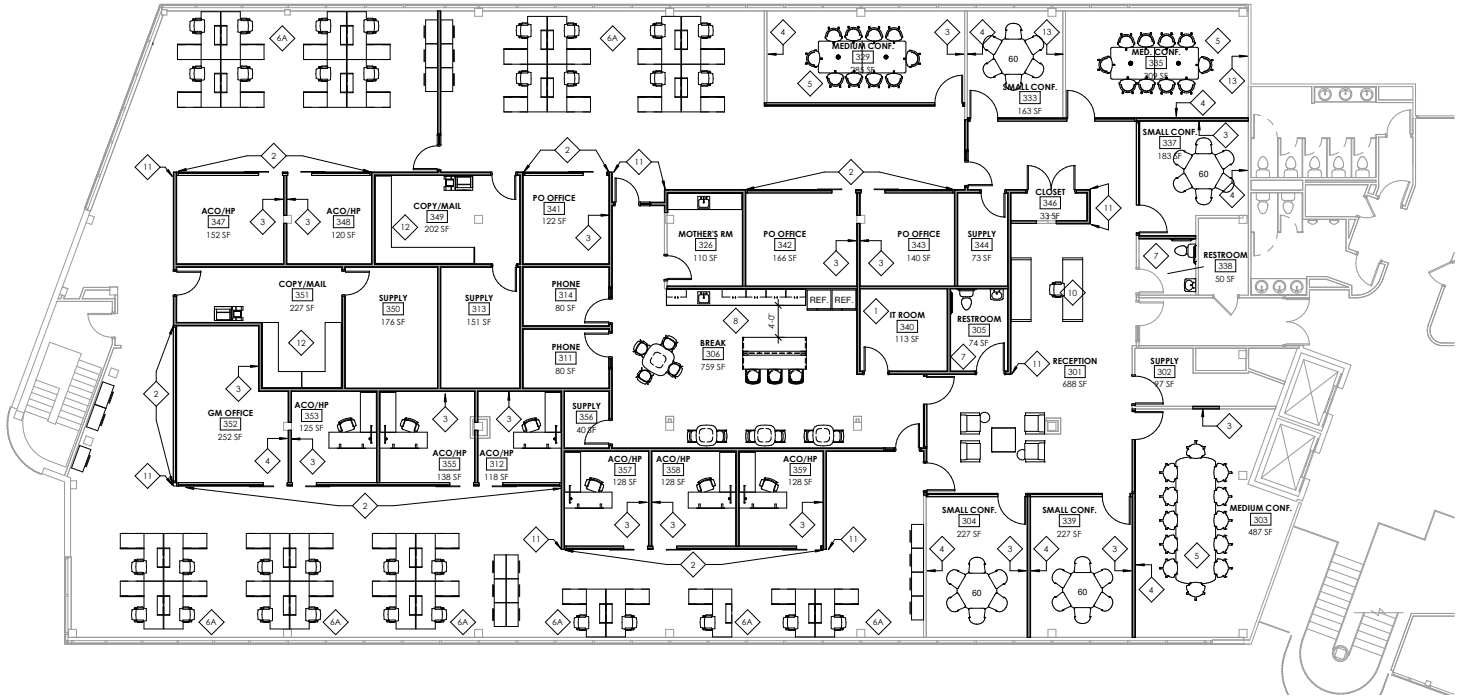 6A
6A
4
3
MEDIUM CONF.
329
285 SF
5
4
13
60
SMALL CONF.
333
163 SF
MED. CONF.
335
309 SF
5
13
4
SMALL CONF.
337
183 SF
3
60
4
11
2
2
11
2
ACO/HP
347
152 SF
3
3
ACO/HP
348
120 SF
COPY/MAIL
349
202 SF
12
PO OFFICE
341
122 SF
3
MOTHER'S RM
326
110 SF
PO OFFICE
342
166 SF
3
3
PO OFFICE
343
140 SF
SUPPLY
344
73 SF
CLOSET
346
33 SF
11
7
RESTROOM
338
50 SF
COPY/MAIL
351
227 SF
12
SUPPLY
350
176 SF
SUPPLY
313
151 SF
PHONE
314
80 SF
PHONE
311
80 SF
REF.
REF.
8
4'-0"
BREAK
306
759 SF
1
IT ROOM
340
113 SF
RESTROOM
305
74 SF
7
10
11
RECEPTION
301
688 SF
SUPPLY
302
97 SF
2
3
GM OFFICE
352
252 SF
4
ACO/HP
353
125 SF
3
3
ACO/HP
355
138 SF
3
ACO/HP
312
118 SF
SUPPLY
356
40 SF
11
2
ACO/HP
357
128 SF
3
ACO/HP
358
128 SF
3
ACO/HP
359
128 SF
3
11
2
11
3
SMALL CONF.
304
227 SF
4
3
60
SMALL CONF.
339
227 SF
4
3
60
MEDIUM CONF.
303
487 SF
5
4
6A
6A
6A
6A
6A
6A